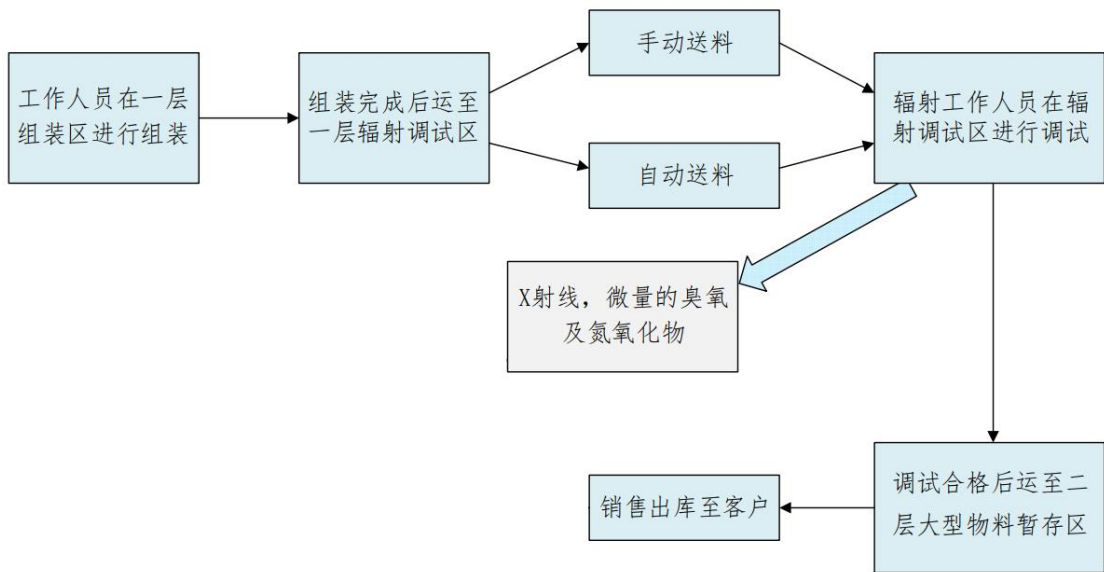 工作人员在一层
组装区进行组装
组装完成后运至
一层辐射调试区
手动送料
自动送料
辐射工作人员在辐
射调试区进行调试
X射线，微量的臭氧
及氮氧化物
调试合格后运至二
层大型物料暂存区
销售出库至客户